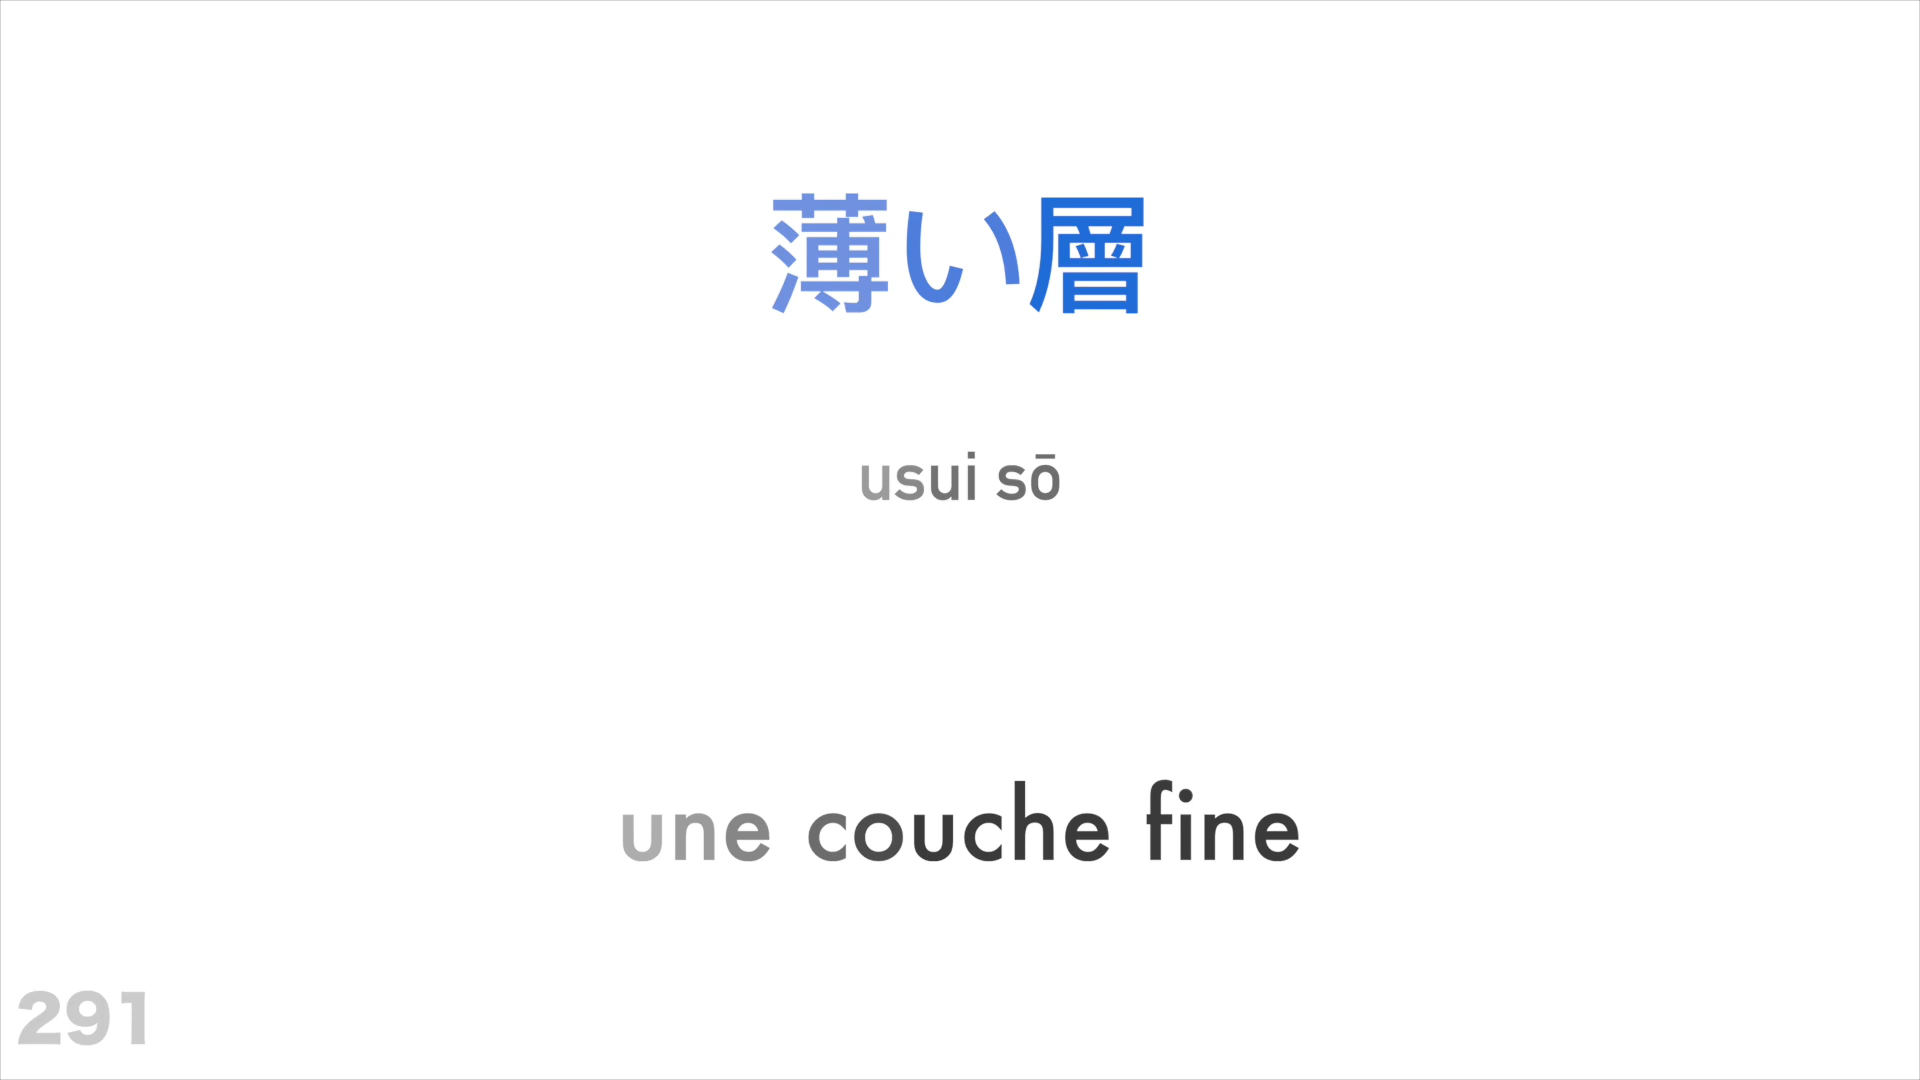 薄い層
usui sō
une couche fine
291